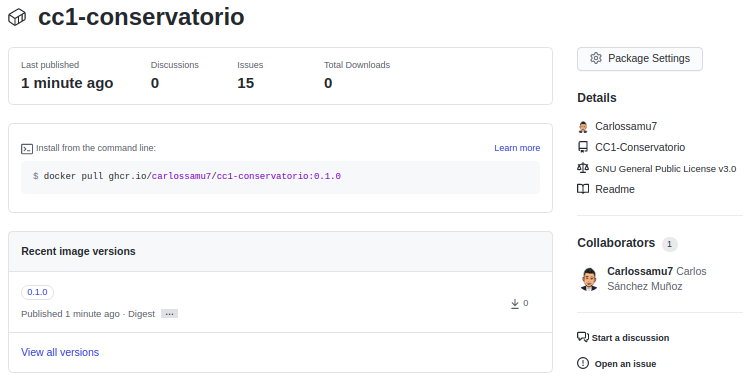 cc1-conservatorio
Last published
Discussions
Issues
Total Downloads
1 minute ago
0
15
0
Install from the command line:
Learn more
$ docker pull ghcr.io/carlossamu7/cc1-conservatorio:0.1.0
Recent image versions
0.1.0
Published 1 minute ago · Digest ...
0
View all versions
Package Settings
Details
Carlossamu7
CC1-Conservatorio
GNU General Public License v3.0
Readme
Collaborators 1
Carlossamu7 Carlos
Sánchez Muñoz
Start a discussion
Open an issue